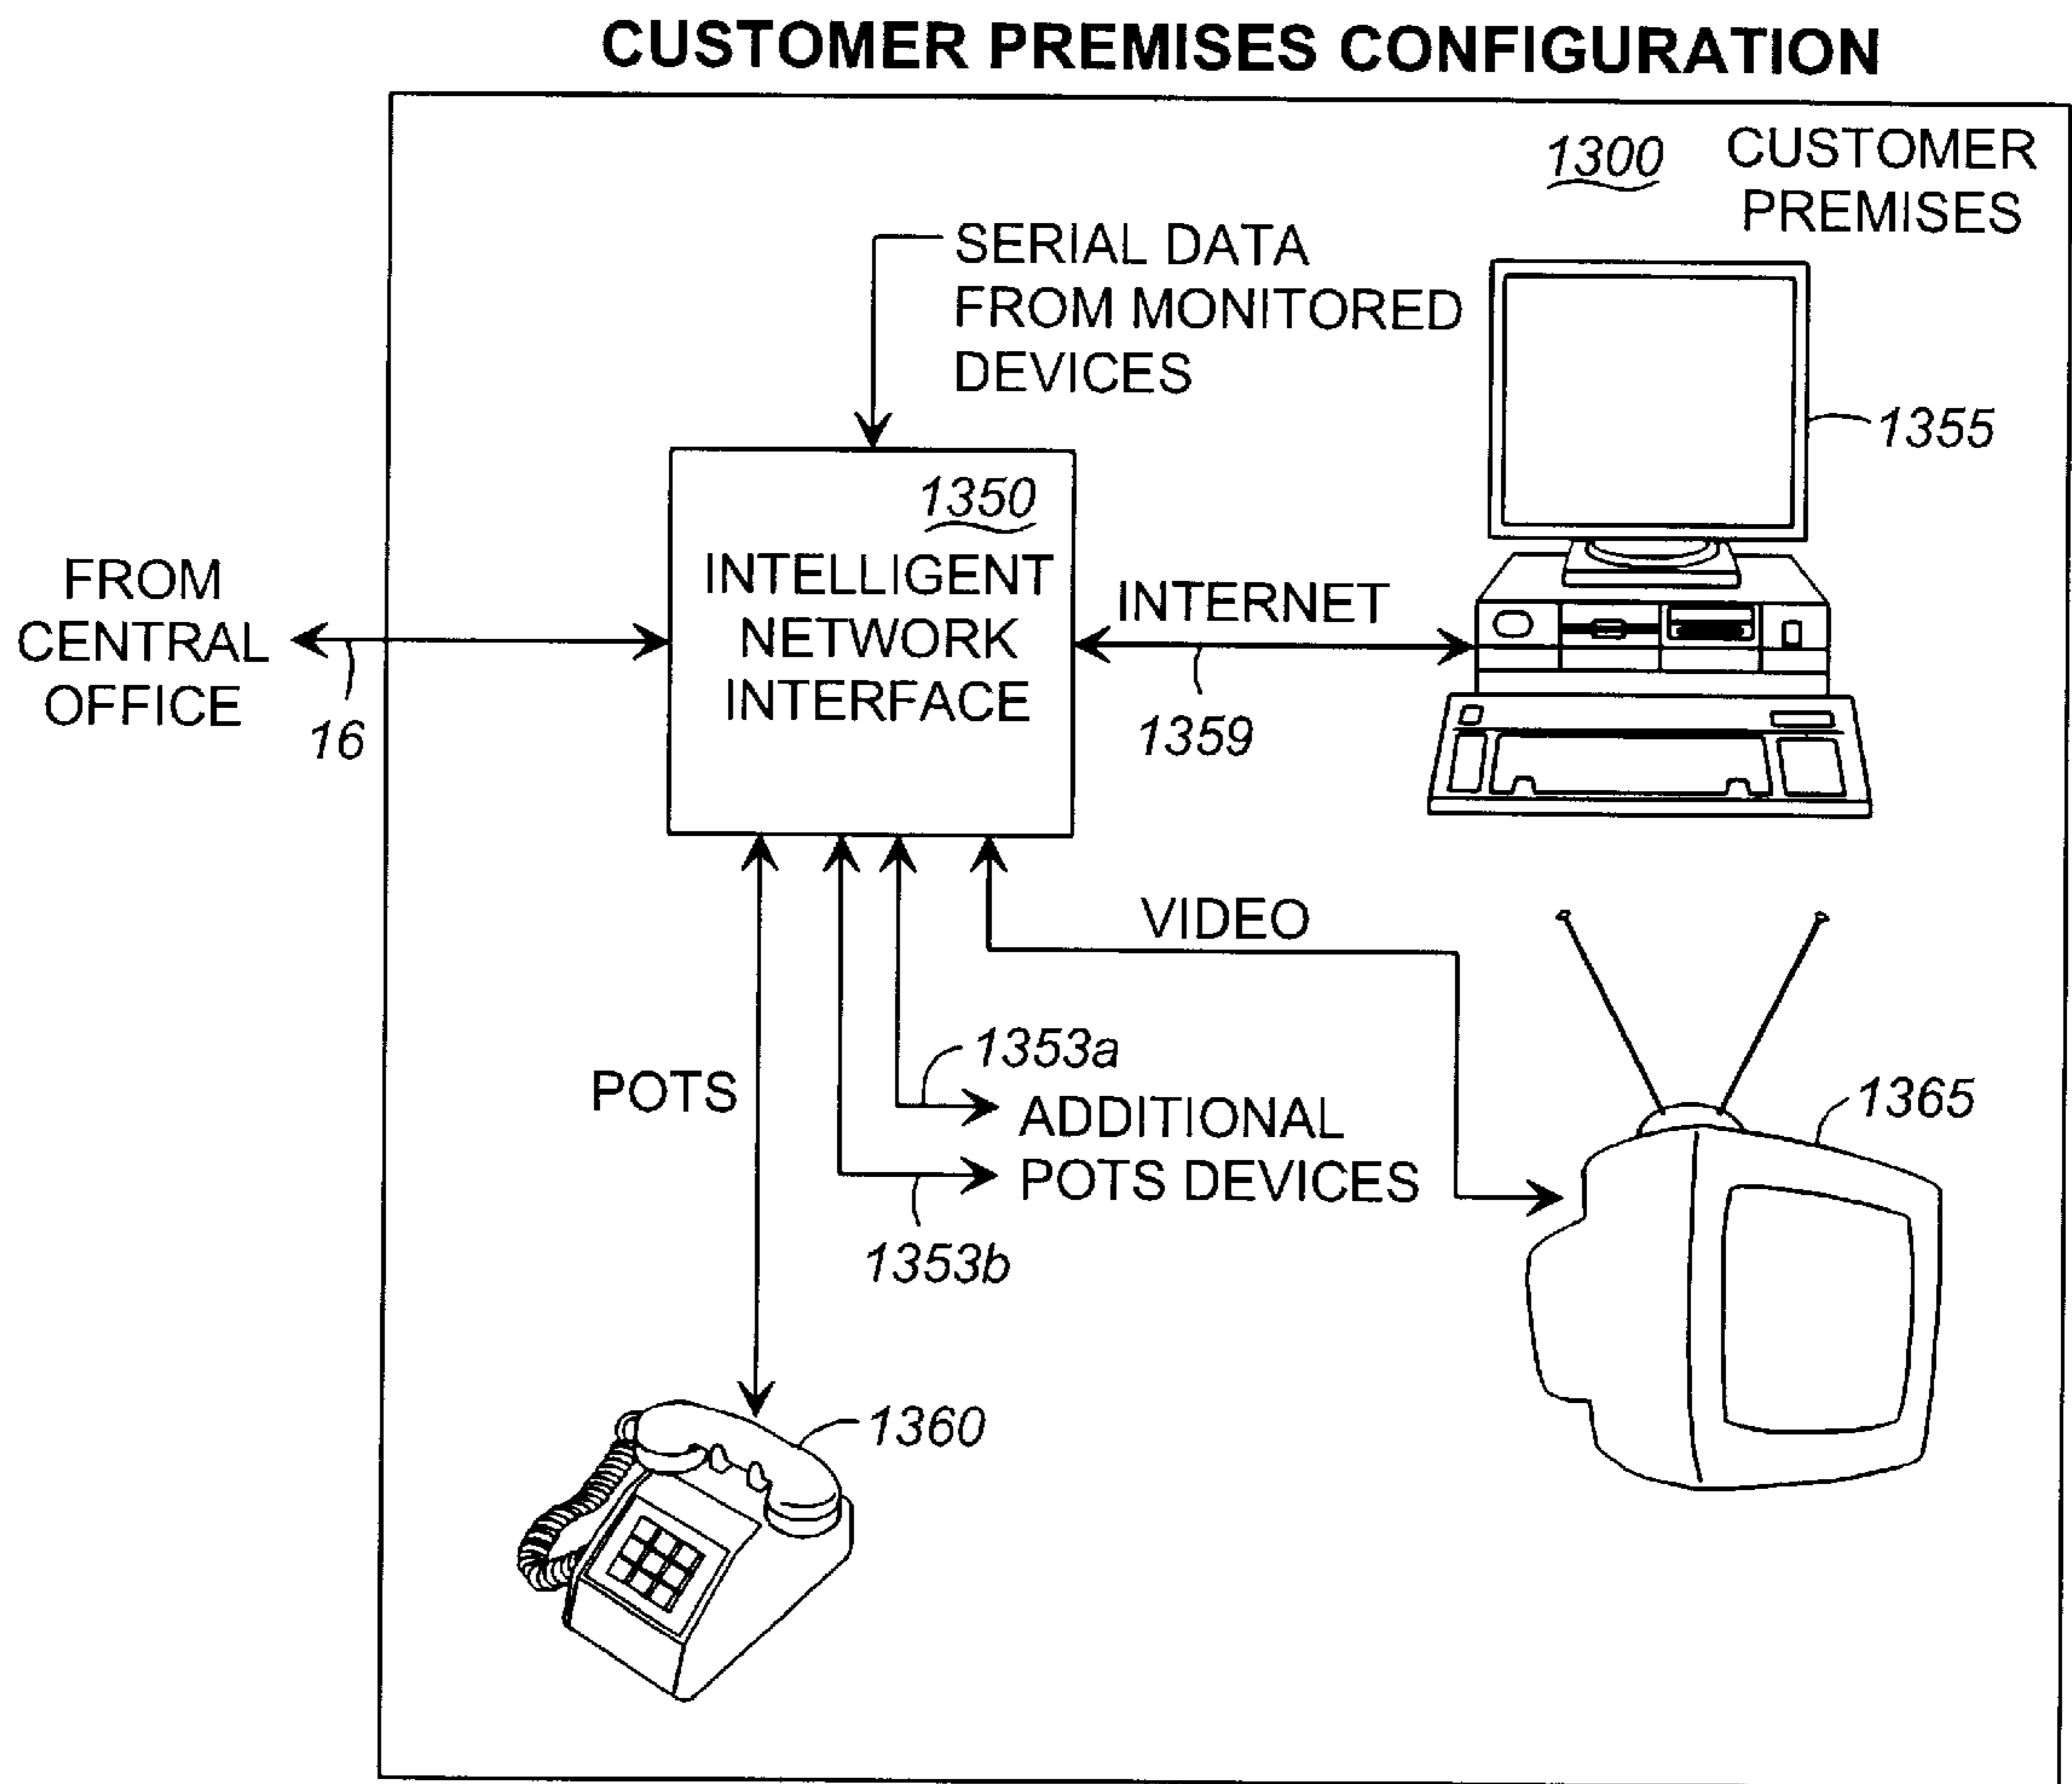 CUSTOMER PREMISES CONFIGURATION
1300
CUSTOMER
PREMISES
SERIAL DATA
FROM MONITORED
DEVICES
1355
1350
INTELLIGENT
NETWORK
INTERFACE
FROM
CENTRAL
OFFICE
16
INTERNET
1359
VIDEO
1353a
POTS
ADDITIONAL
POTS DEVICES
1353b
1365
1360